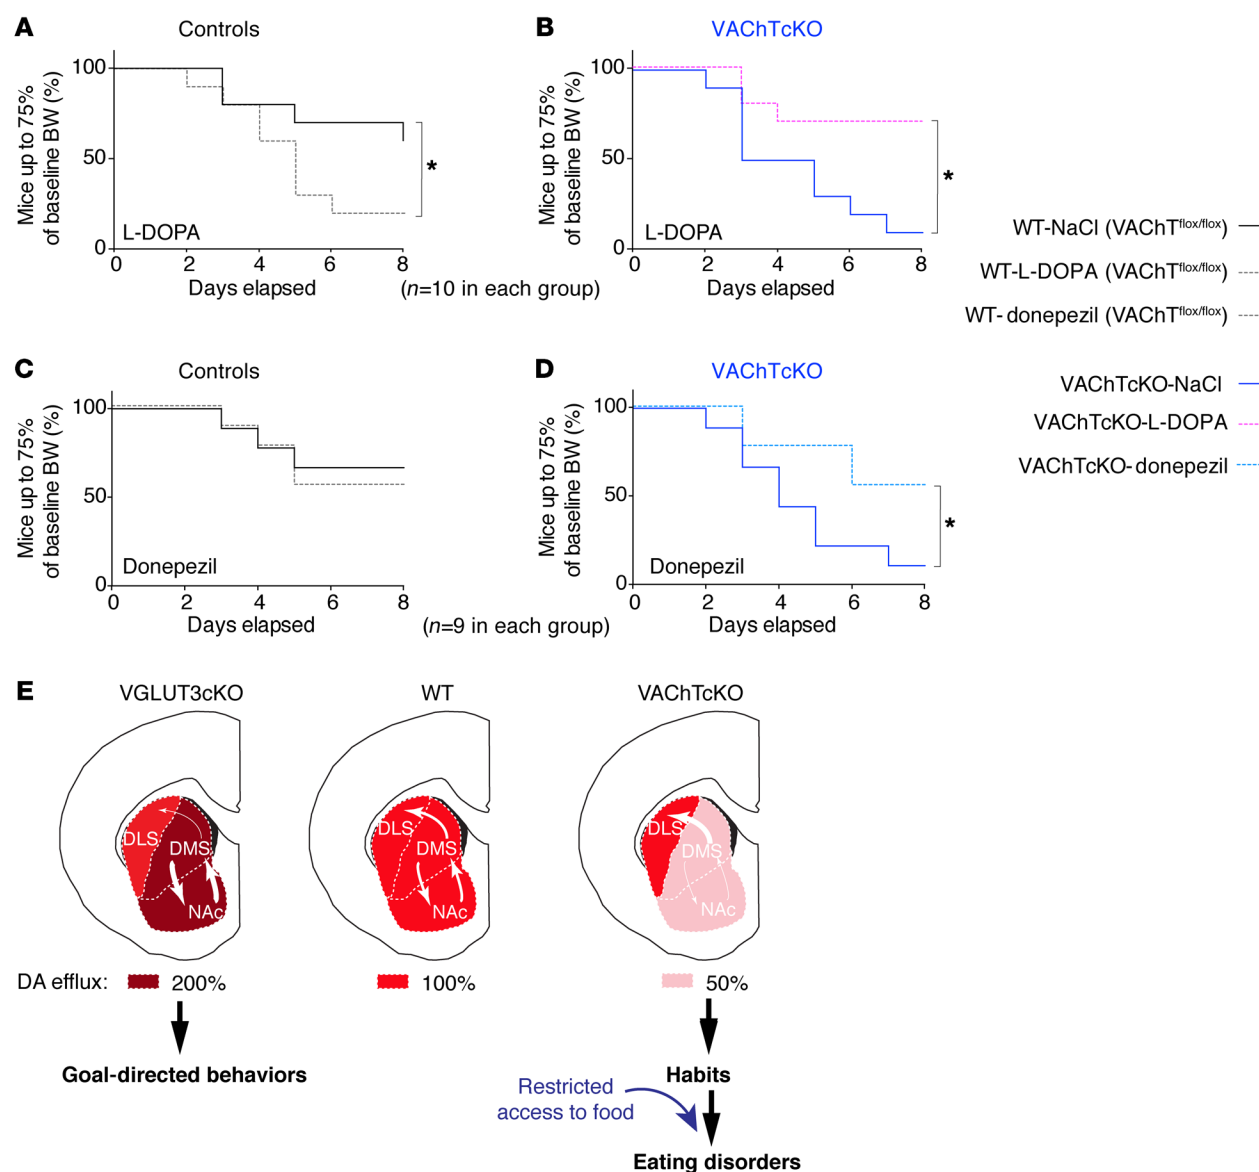 A
Controls
Mice up to 75%
of baseline BW (%)
100
50
0
L-DOPA
0 2 4 6 8
Days elapsed
*
(n=10 in each group)
B
VAChTcKO
Mice up to 75%
of baseline BW (%)
100
50
0
L-DOPA
0 2 4 6 8
Days elapsed
*
WT-NaCl (VAChTflox/flox)
WT-L-DOPA (VAChTflox/flox)
WT- donepezil (VAChTflox/flox)
VAChTcKO-NaCl
VAChTcKO-L-DOPA
VAChTcKO- donepezil
C
Controls
Mice up to 75%
of baseline BW (%)
100
50
0
Donepezil
0 2 4 6 8
Days elapsed
(n=9 in each group)
D
VAChTcKO
Mice up to 75%
of baseline BW (%)
100
50
0
Donepezil
0 2 4 6 8
Days elapsed
*
E
VGLUT3cKO
WT
VAChTcKO
DLS
DMS
NAc
DLS
DMS
NAc
DLS
DMS
NAc
DA efflux: 200% 100% 50%
Goal-directed behaviors
Habits
Restricted
access to food
Eating disorders